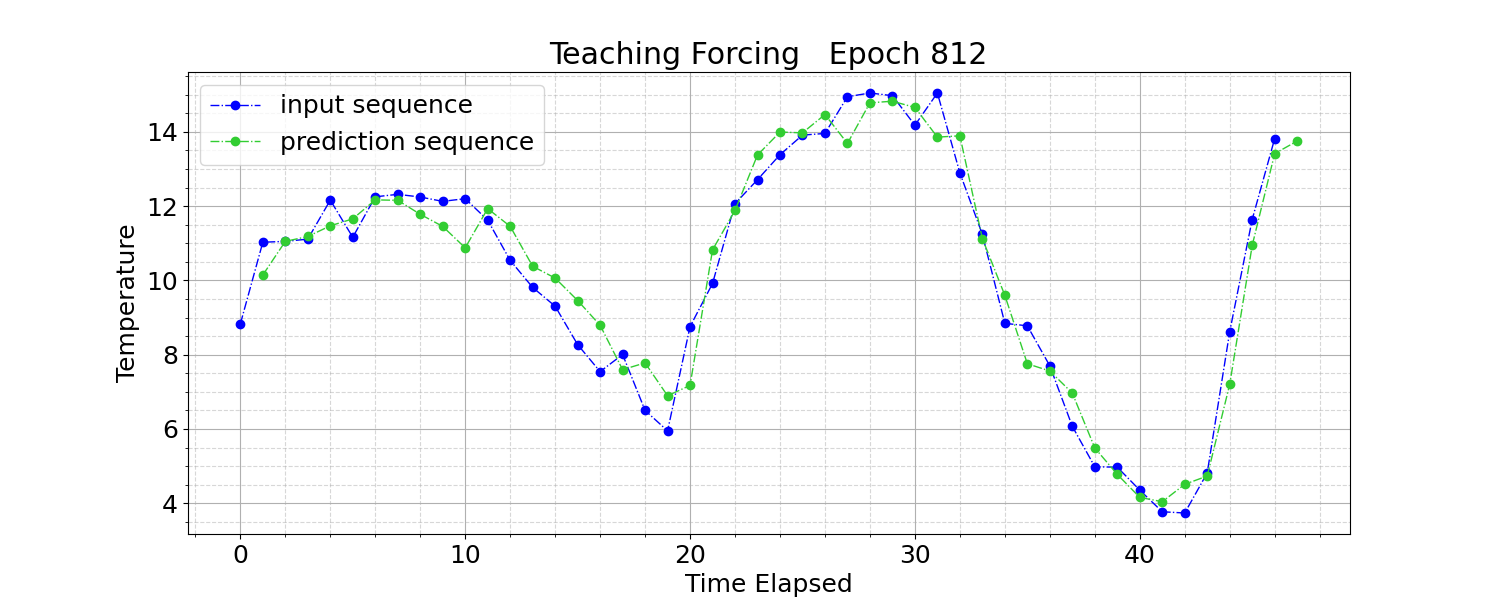 Teaching Forcing   Epoch 812
input sequence
prediction sequence
Temperature
14
12
10
8
6
4
0 10 20 30 40
Time Elapsed